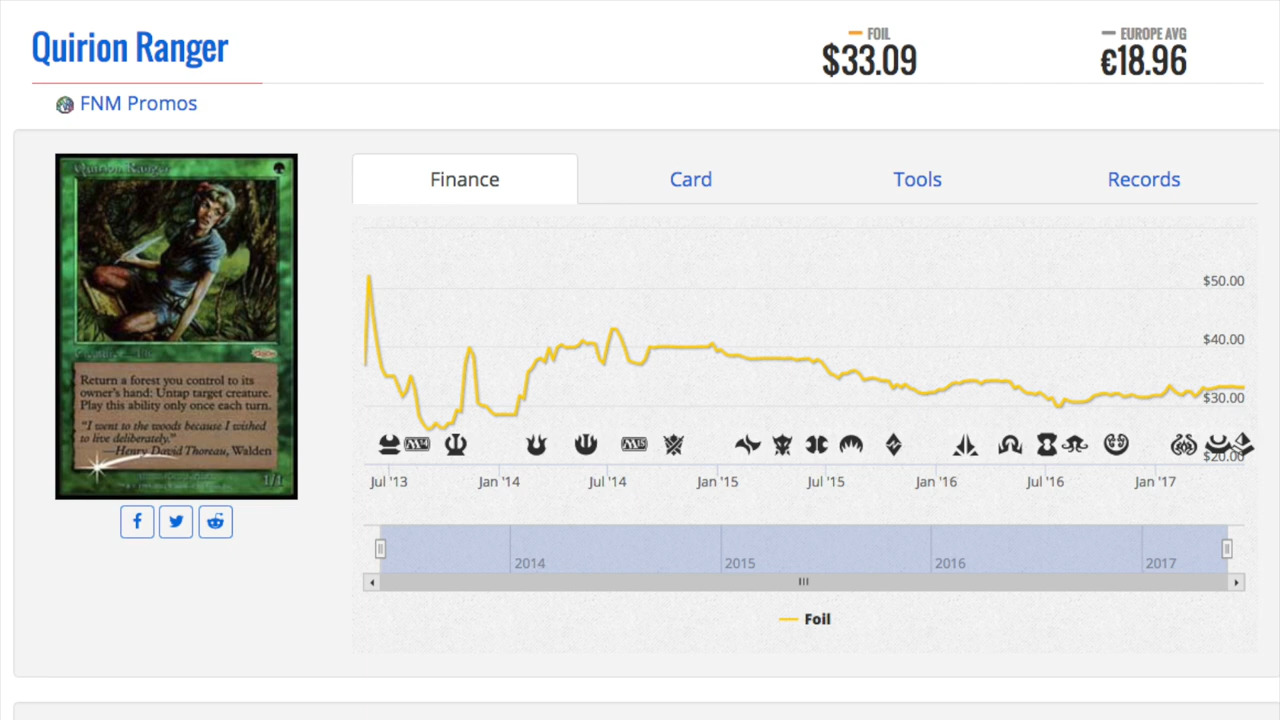 Quirion Ranger
FOIL
$33.09
EUROPE AVG
€18.96
FNM Promos
Finance
Card
Tools
Records
Quirion Ranger
Return a forest you control to its
owner's hand: Untap target creature.
Play this ability only once each turn.
"I went to the woods because I wished
to live deliberately."
—Henry David Thoreau, Walden
1/1
$50.00
$40.00
$30.00
$20.00
Jul '13
Jan '14
Jul '14
Jan '15
Jul '15
Jan '16
Jul '16
Jan '17
2014
2015
2016
2017
Foil